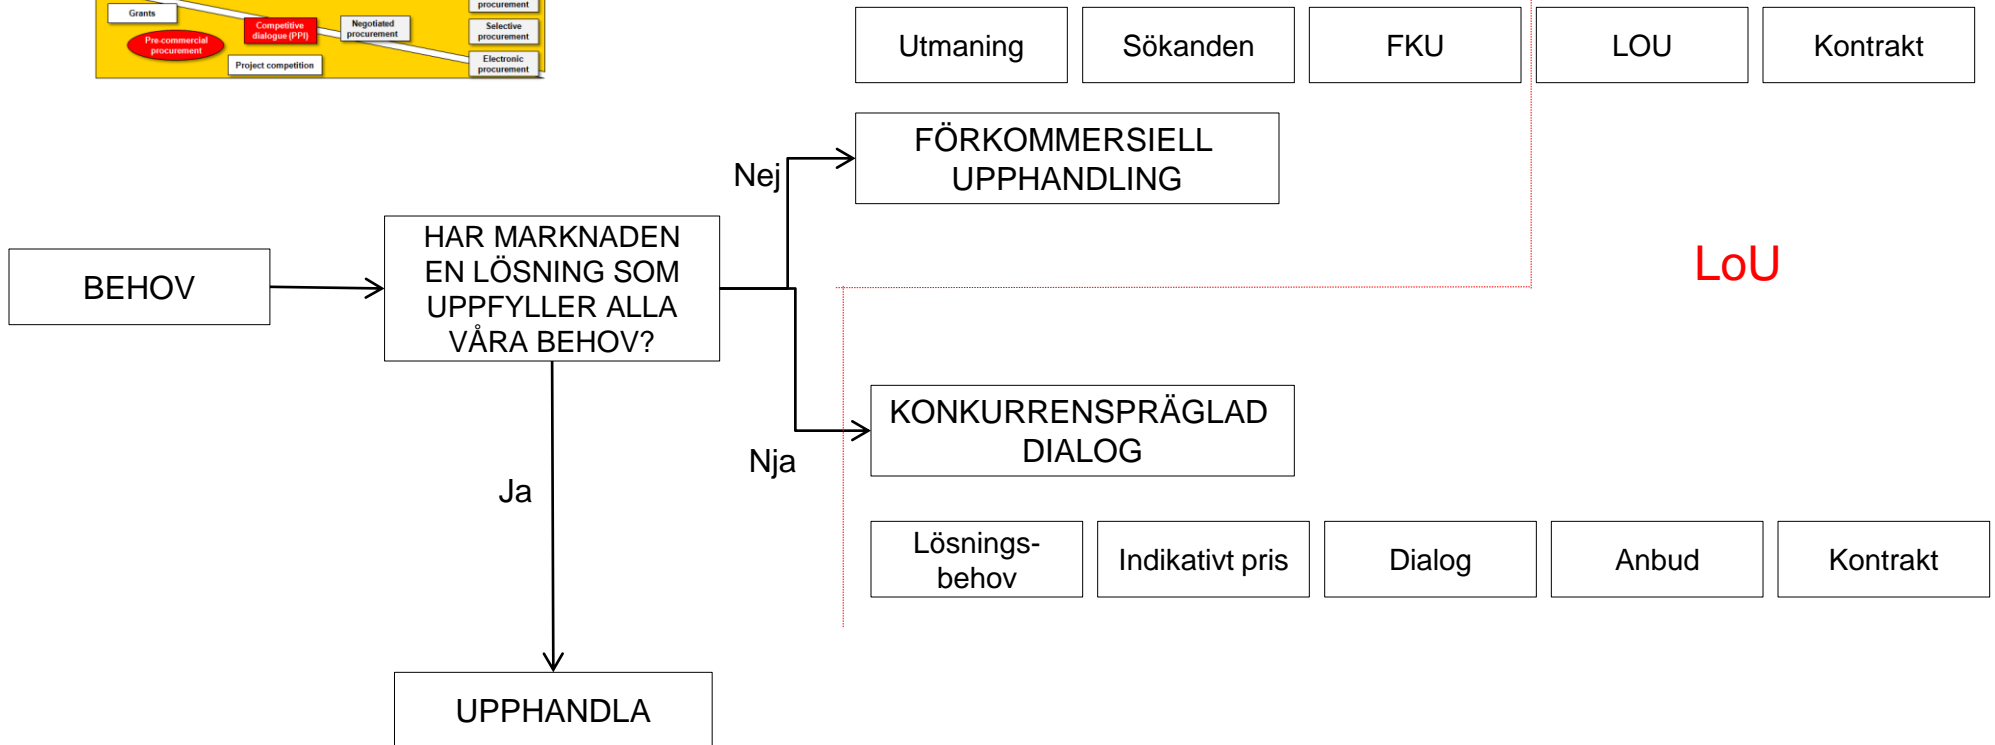 procurement
Grants
Competitive
dialogue (PPI)
Negotiated
procurement
Selective
procurement
Pre-commercial
procurement
Project competition
Electronic
procurement
Utmaning
Sökanden
FKU
LOU
Kontrakt
FÖRKOMMERSIELL
UPPHANDLING
Nej
HAR MARKNADEN
EN LÖSNING SOM
UPPFYLLER ALLA
VÅRA BEHOV?
BEHOV
LoU
KONKURRENSPRÄGLAD
DIALOG
Nja
Ja
Lösnings-
behov
Indikativt pris
Dialog
Anbud
Kontrakt
UPPHANDLA